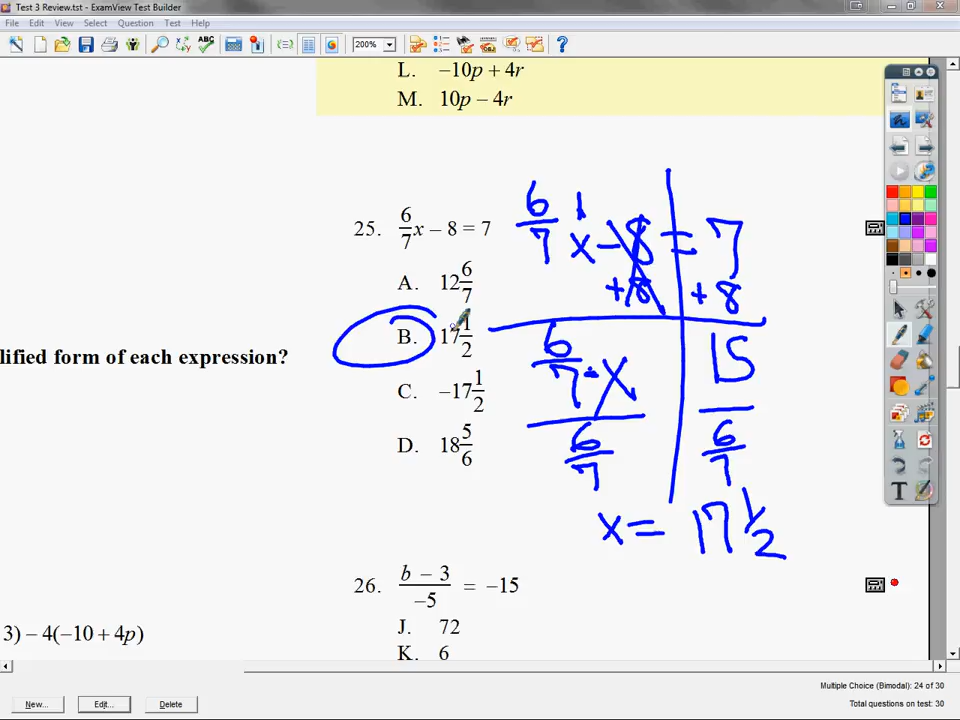 Test 3 Review.tst - ExamView Test Builder
File Edit View Select Question Test Help
200%
L. −10p + 4r
M. 10p − 4r
25. 6/7 x − 8 = 7
A. 12 6/7
B. 17 1/2
C. −17 1/2
D. 18 5/6
6/7 x − 8 = 7
+8 +8
6/7 · x 15
6/7 6/7
x = 17 1/2
lified form of each expression?
26. b − 3 / −5 = −15
J. 72
K. 6
3) − 4(−10 + 4p)
New... Edit... Delete
Multiple Choice (Bimodal): 24 of 30
Total questions on test: 30